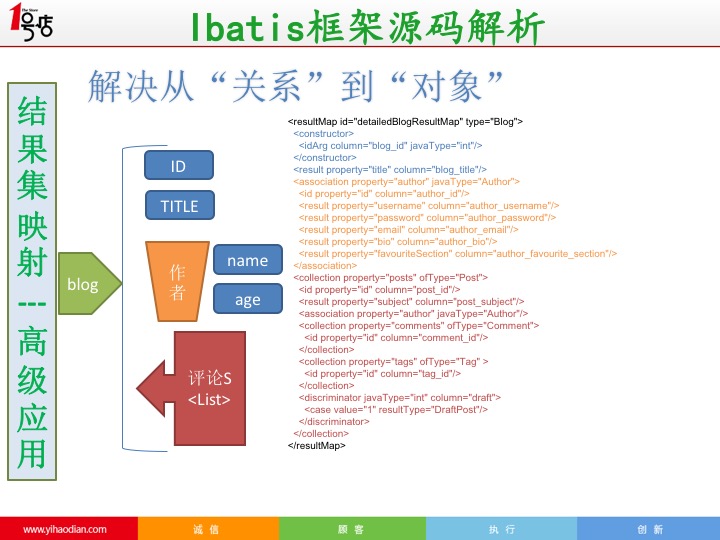 The Store
1号店
Ibatis框架源码解析
解决从“关系”到“对象”
结果集映射---高级应用
blog
ID
TITLE
作者
name
age
评论S
<List>
<resultMap id="detailedBlogResultMap" type="Blog">
<constructor>
<idArg column="blog_id" javaType="int"/>
</constructor>
<result property="title" column="blog_title"/>
<association property="author" javaType="Author">
<id property="id" column="author_id"/>
<result property="username" column="author_username"/>
<result property="password" column="author_password"/>
<result property="email" column="author_email"/>
<result property="bio" column="author_bio"/>
<result property="favouriteSection" column="author_favourite_section"/>
</association>
<collection property="posts" ofType="Post">
<id property="id" column="post_id"/>
<result property="subject" column="post_subject"/>
<association property="author" javaType="Author"/>
<collection property="comments" ofType="Comment">
<id property="id" column="comment_id"/>
</collection>
<collection property="tags" ofType="Tag" >
<id property="id" column="tag_id"/>
</collection>
<discriminator javaType="int" column="draft">
<case value="1" resultType="DraftPost"/>
</discriminator>
</collection>
</resultMap>
www.yihaodian.com
诚 信
顾 客
执 行
创 新